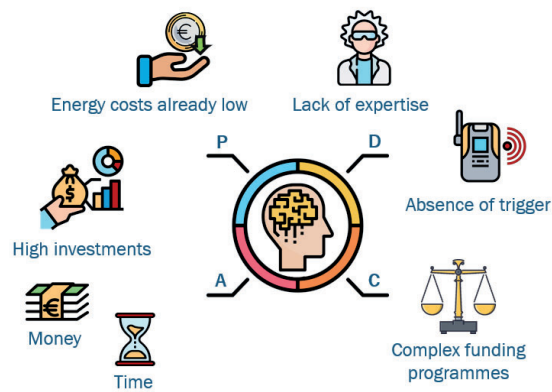 Energy costs already low
Lack of expertise
P
D
Absence of trigger
High investments
A
C
Money
Time
Complex funding
programmes